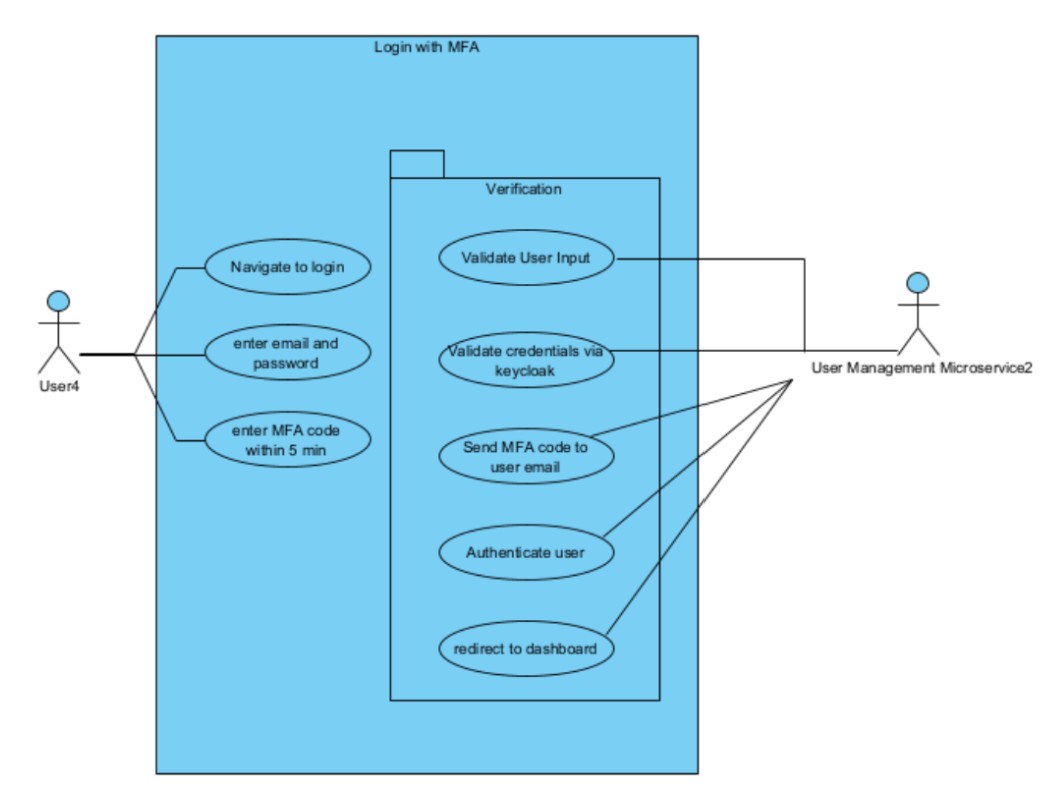 Login with MFA
Verification
Navigate to login
enter email and
password
enter MFA code
within 5 min
Validate User Input
Validate credentials via
keycloak
Send MFA code to
user email
Authenticate user
redirect to dashboard
User4
User Management Microservice2